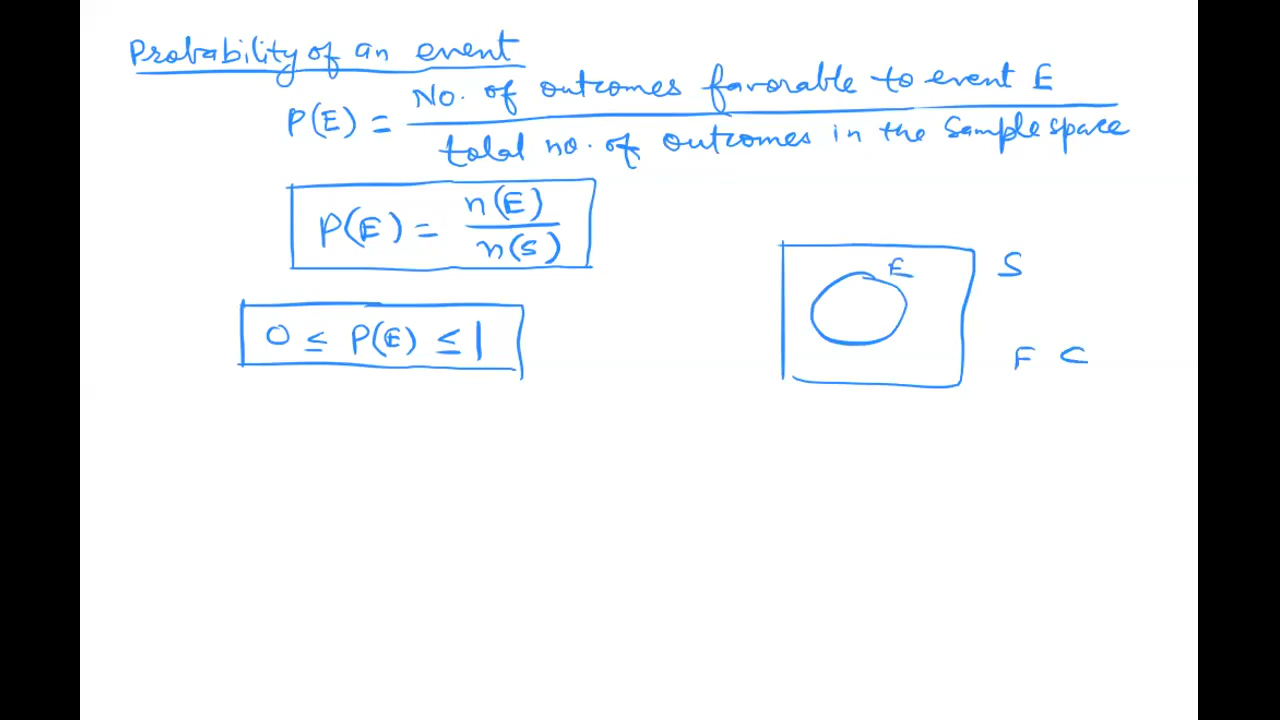 Probability of an event
P(E) = No. of outcomes favorable to event E / total no. of outcomes in the sample space
P(E) = n(E) / n(S)
E S
0 ≤ P(E) ≤ 1
F C